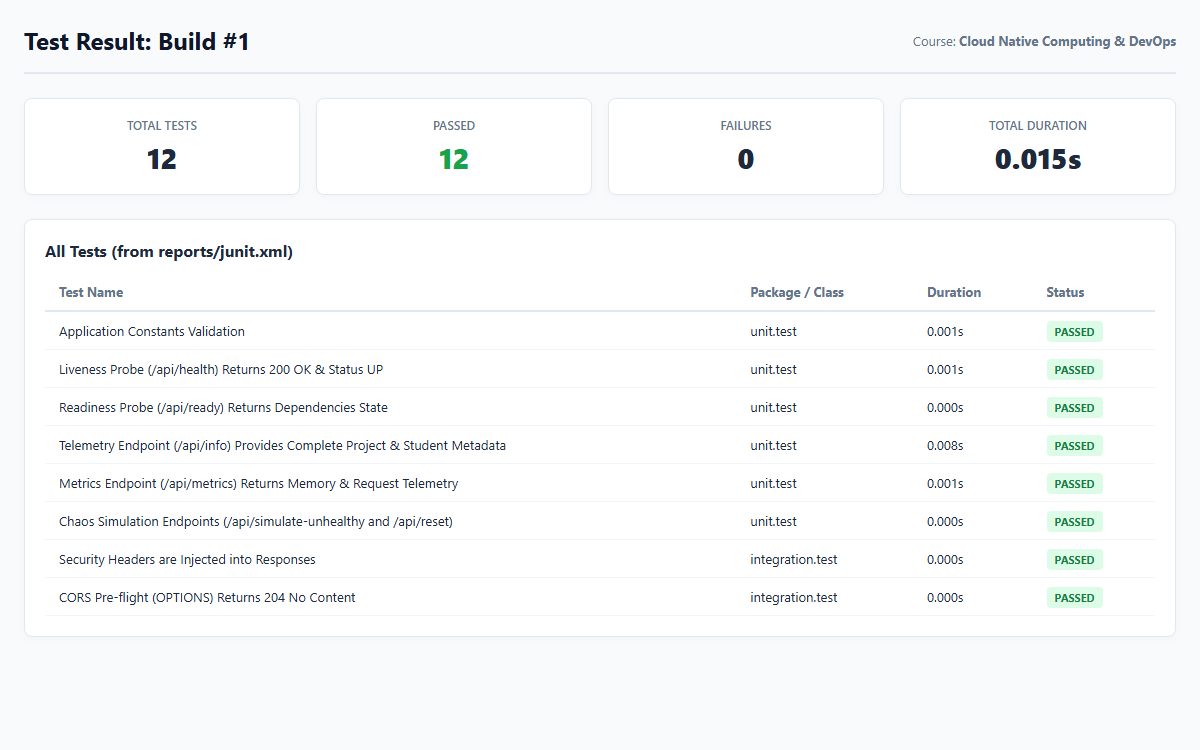 Test Result: Build #1
Course: Cloud Native Computing & DevOps
TOTAL TESTS
12
PASSED
12
FAILURES
0
TOTAL DURATION
0.015s
All Tests (from reports/junit.xml)
Test Name Package / Class Duration Status
Application Constants Validation unit.test 0.001s PASSED
Liveness Probe (/api/health) Returns 200 OK & Status UP unit.test 0.001s PASSED
Readiness Probe (/api/ready) Returns Dependencies State unit.test 0.000s PASSED
Telemetry Endpoint (/api/info) Provides Complete Project & Student Metadata unit.test 0.008s PASSED
Metrics Endpoint (/api/metrics) Returns Memory & Request Telemetry unit.test 0.001s PASSED
Chaos Simulation Endpoints (/api/simulate-unhealthy and /api/reset) unit.test 0.000s PASSED
Security Headers are Injected into Responses integration.test 0.000s PASSED
CORS Pre-flight (OPTIONS) Returns 204 No Content integration.test 0.000s PASSED